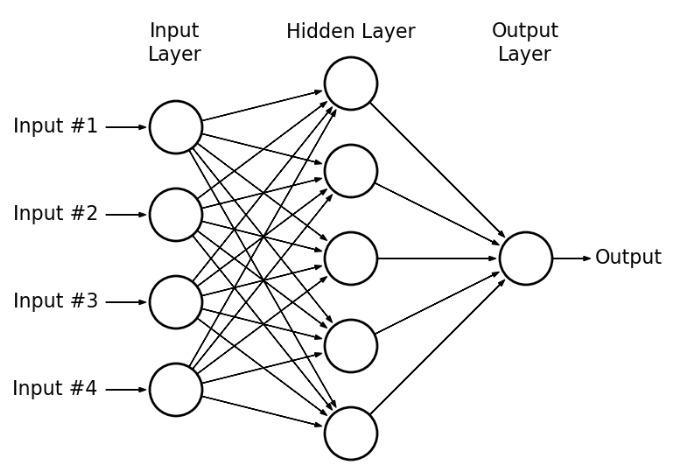 Input
Layer
Hidden Layer
Output
Layer
Input #1
Input #2
Input #3
Input #4
Output